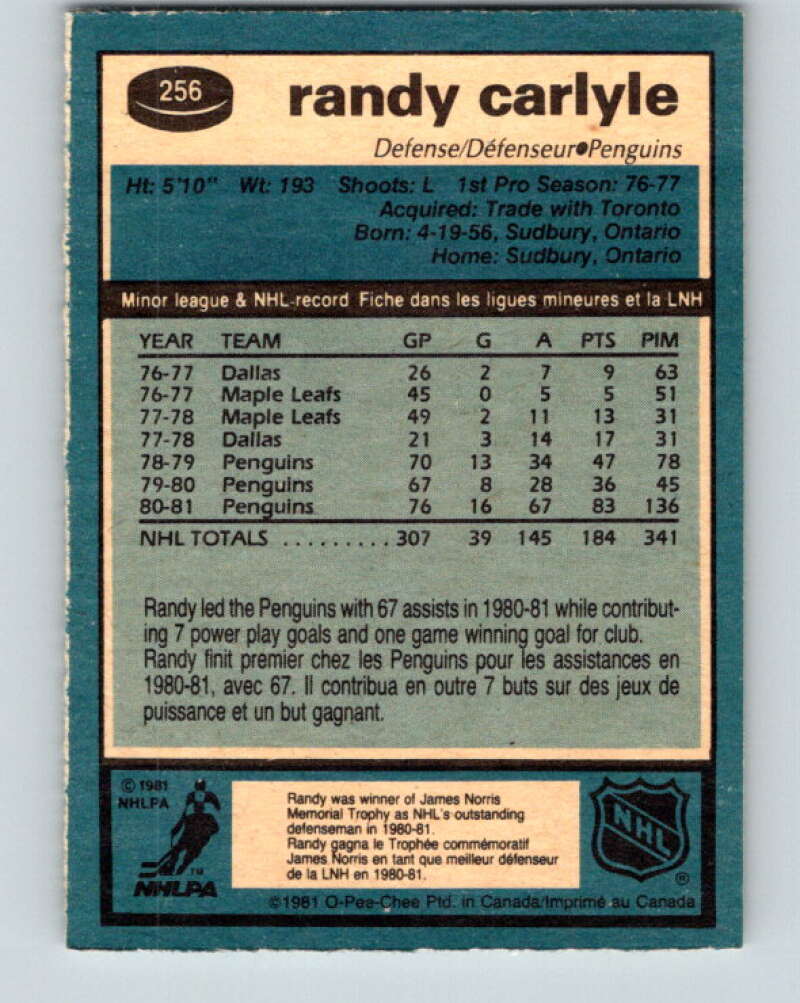 256
randy carlyle
Defense/Défenseur•Penguins
Ht: 5'10" Wt: 193 Shoots: L 1st Pro Season: 76-77
Acquired: Trade with Toronto
Born: 4-19-56, Sudbury, Ontario
Home: Sudbury, Ontario
Minor league & NHL record Fiche dans les ligues mineures et la LNH
YEAR TEAM GP G A PTS PIM
76-77 Dallas 26 2 7 9 63
76-77 Maple Leafs 45 0 5 5 51
77-78 Maple Leafs 49 2 11 13 31
77-78 Dallas 21 3 14 17 31
78-79 Penguins 70 13 34 47 78
79-80 Penguins 67 8 28 36 45
80-81 Penguins 76 16 67 83 136
NHL TOTALS .......... 307 39 145 184 341
Randy led the Penguins with 67 assists in 1980-81 while contribut-
ing 7 power play goals and one game winning goal for club.
Randy finit premier chez les Penguins pour les assistances en
1980-81, avec 67. Il contribua en outre 7 buts sur des jeux de
puissance et un but gagnant.
© 1981
NHLPA
TM
NHLPA
Randy was winner of James Norris
Memorial Trophy as NHL's outstanding
defenseman in 1980-81.
Randy gagna le Trophée commémoratif
James Norris en tant que meilleur défenseur
de la LNH en 1980-81.
NHL
®
©1981 O-Pee-Chee Ptd. in Canada/Imprimé au Canada